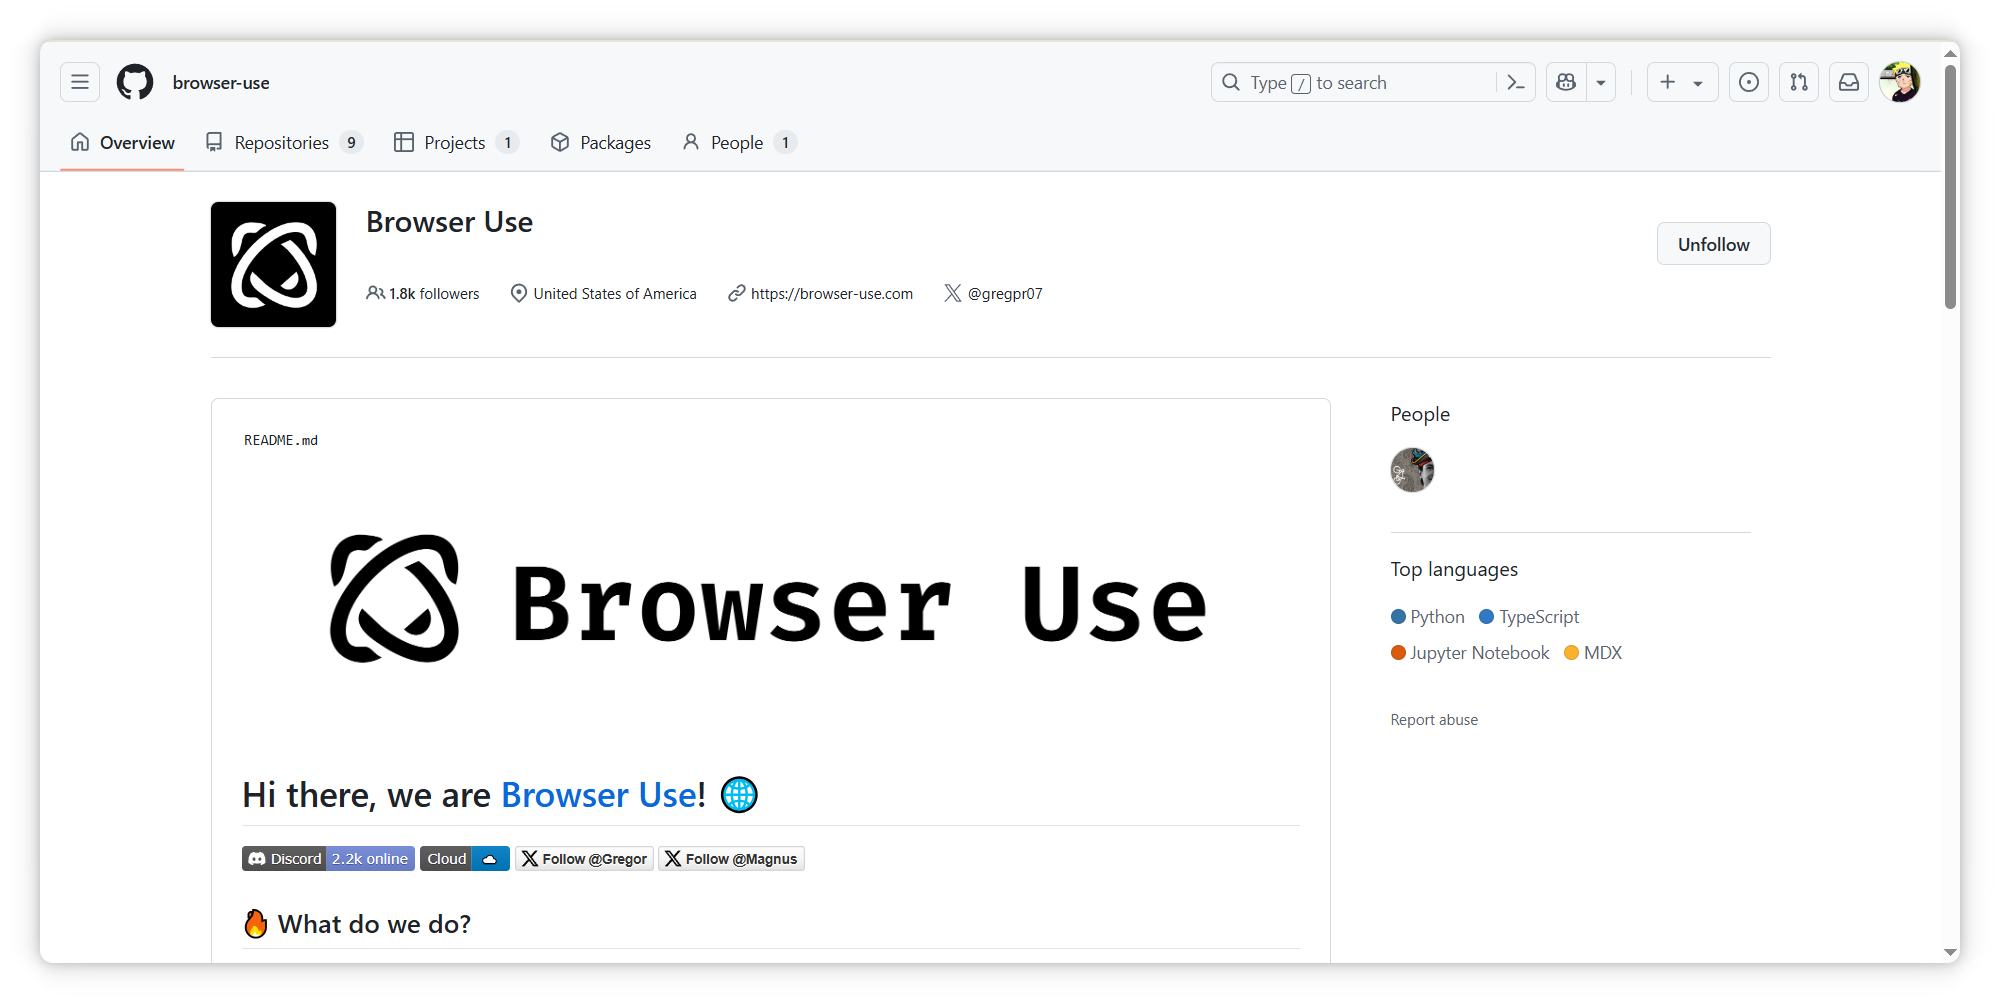 browser-use
Type / to search
Overview
Repositories 9
Projects 1
Packages
People 1
Browser Use
Unfollow
1.8k followers
United States of America
https://browser-use.com
@gregpr07
README.md
Browser Use
Hi there, we are Browser Use! 🌐
Discord 2.2k online
Cloud
Follow @Gregor
Follow @Magnus
🔥 What do we do?
People
Top languages
Python TypeScript
Jupyter Notebook MDX
Report abuse